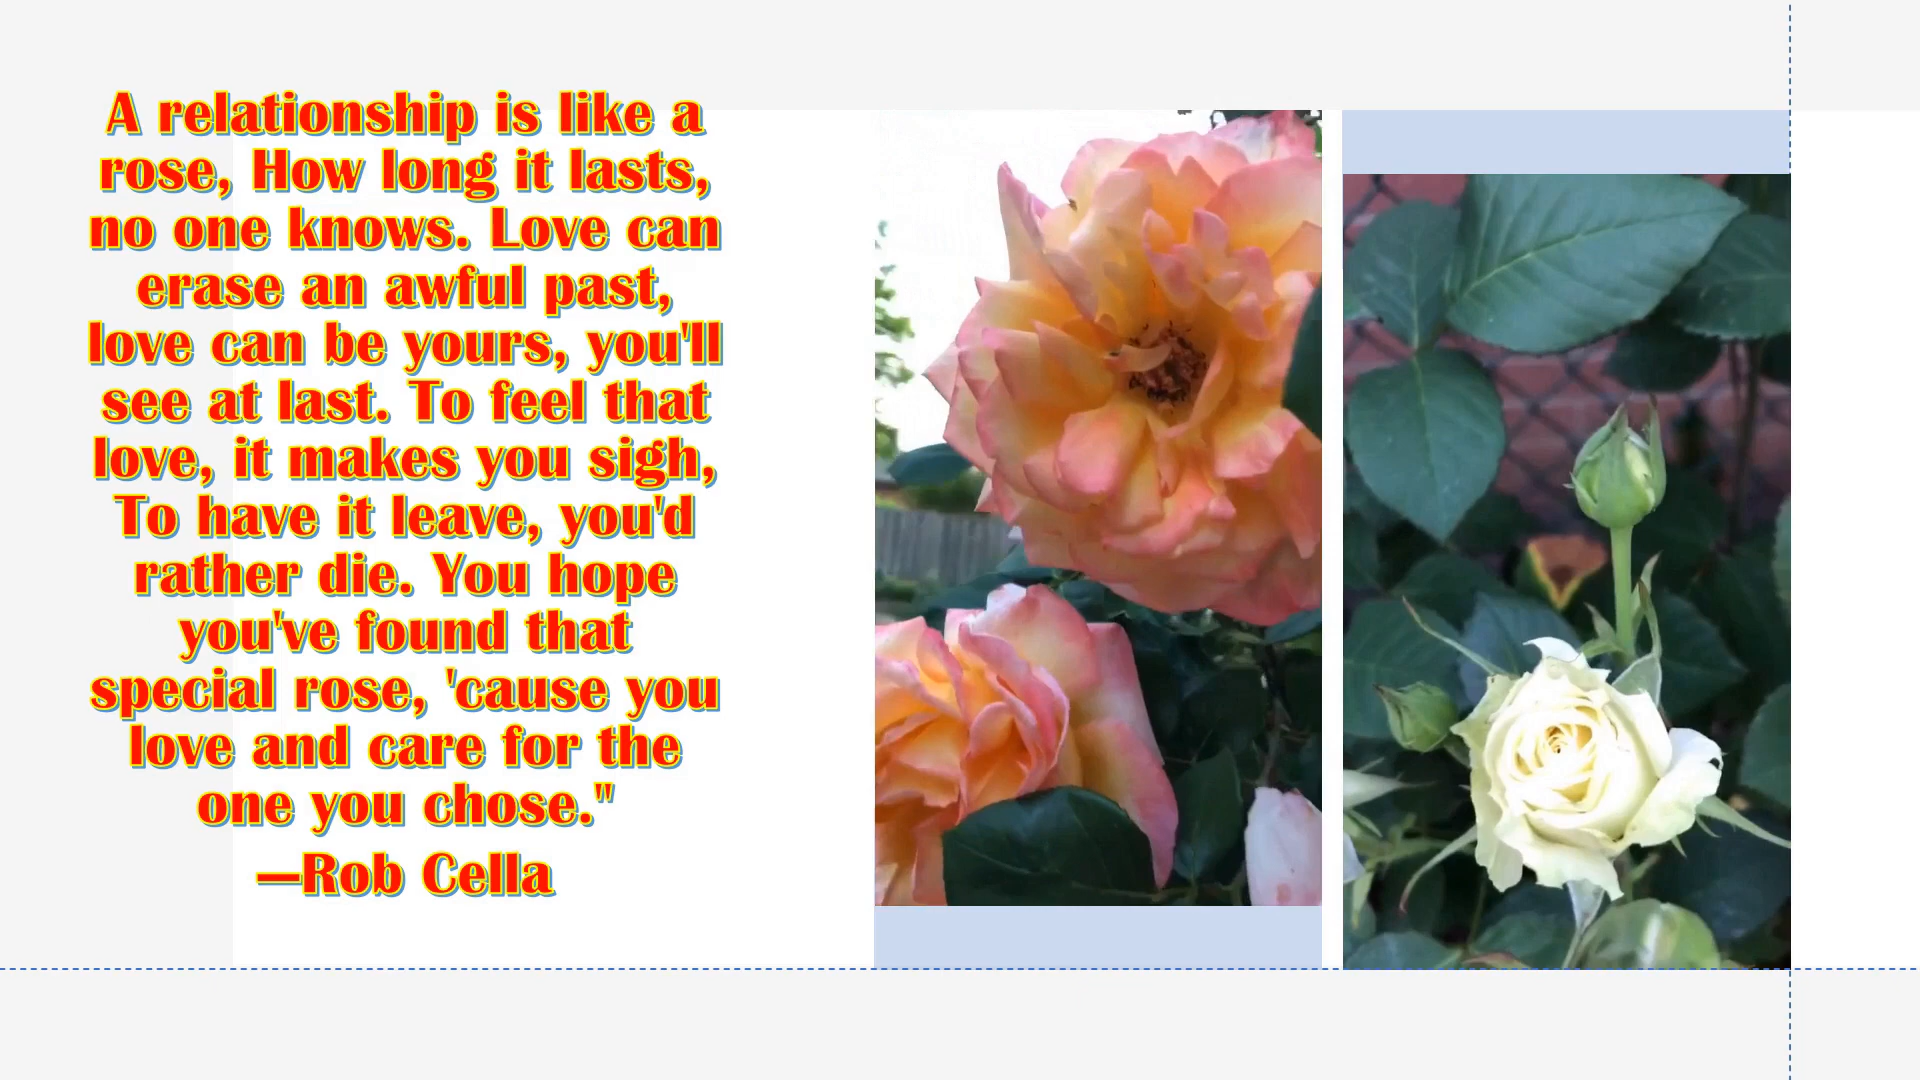 A relationship is like a
rose, How long it lasts,
no one knows. Love can
erase an awful past,
love can be yours, you'll
see at last. To feel that
love, it makes you sigh,
To have it leave, you'd
rather die. You hope
you've found that
special rose, 'cause you
love and care for the
one you chose."
—Rob Cella